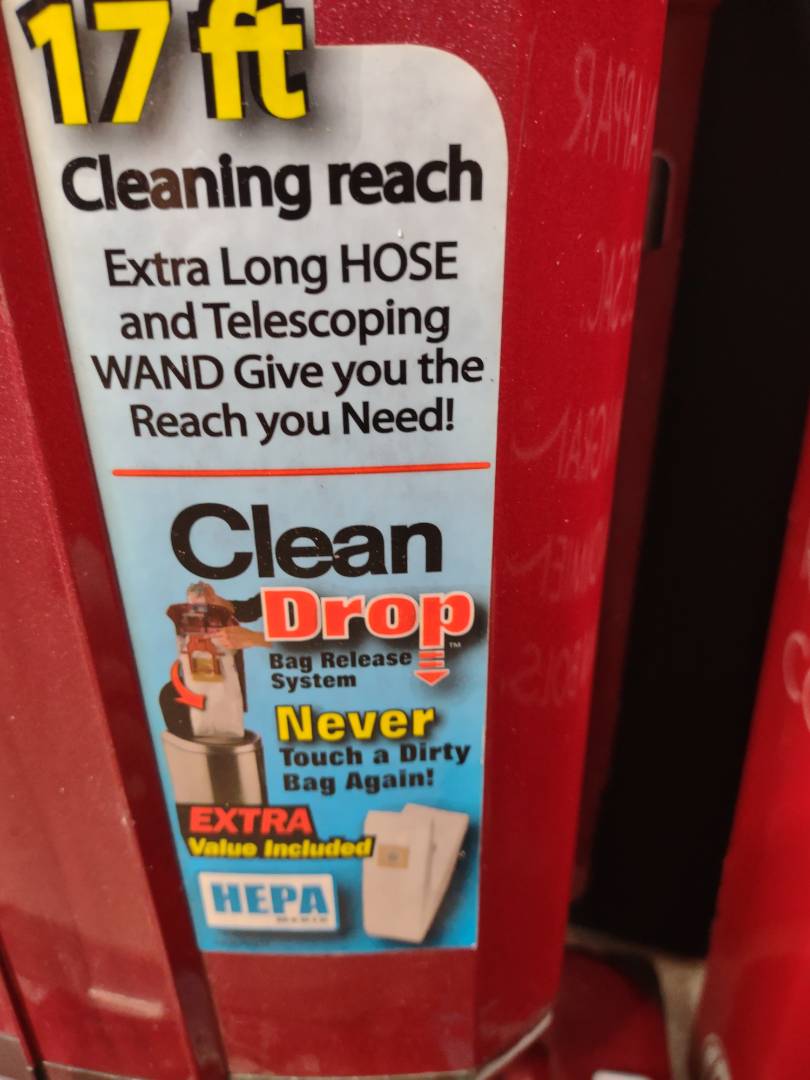 17 ft
Cleaning reach
Extra Long HOSE
and Telescoping
WAND Give you the
Reach you Need!
Clean
Drop™
Bag Release
System
Never
Touch a Dirty
Bag Again!
EXTRA
Value Included
HEPA